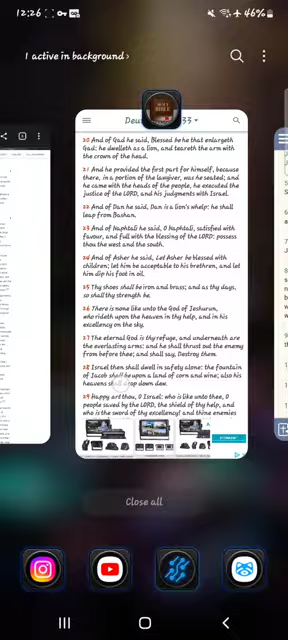 12:26
46%
1 active in background >
HOLY
BIBLE
Deu 33
20 And of Gad he said, Blessed be he that enlargeth
Gad: he dwelleth as a lion, and teareth the arm with
the crown of the head.
21 And he provided the first part for himself, because
there, in a portion of the lawgiver, was he seated; and
he came with the heads of the people, he executed the
justice of the LORD, and his judgments with Israel.
22 And of Dan he said, Dan is a lion's whelp: he shall
leap from Bashan.
23 And of Naphtali he said, O Naphtali, satisfied with
favour, and full with the blessing of the LORD: possess
thou the west and the south.
24 And of Asher he said, Let Asher be blessed with
children; let him be acceptable to his brethren, and let
him dip his foot in oil.
25 Thy shoes shall be iron and brass; and as thy days,
so shall thy strength be.
26 There is none like unto the God of Jeshurun,
who rideth upon the heaven in thy help, and in his
excellency on the sky.
27 The eternal God is thy refuge, and underneath are
the everlasting arms: and he shall thrust out the enemy
from before thee; and shall say, Destroy them.
28 Israel then shall dwell in safety alone: the fountain
of Jacob shall be upon a land of corn and wine; also his
heavens shall drop down dew.
29 Happy art thou, O Israel: who is like unto thee, O
people saved by the LORD, the shield of thy help, and
who is the sword of thy excellency! and thine enemies
Close all